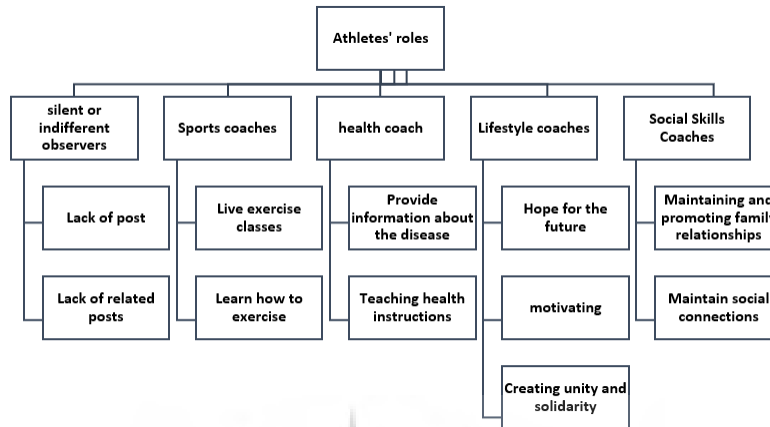 Athletes' roles
silent or
indifferent
observers
Sports coaches
health coach
Lifestyle coaches
Social Skills
Coaches
Lack of post
Live exercise
classes
Provide
information about
the disease
Hope for the
future
Maintaining and
promoting famil
relationships
Lack of related
posts
Learn how to
exercise
Teaching health
instructions
motivating
Maintain social
connections
Creating unity and
solidarity